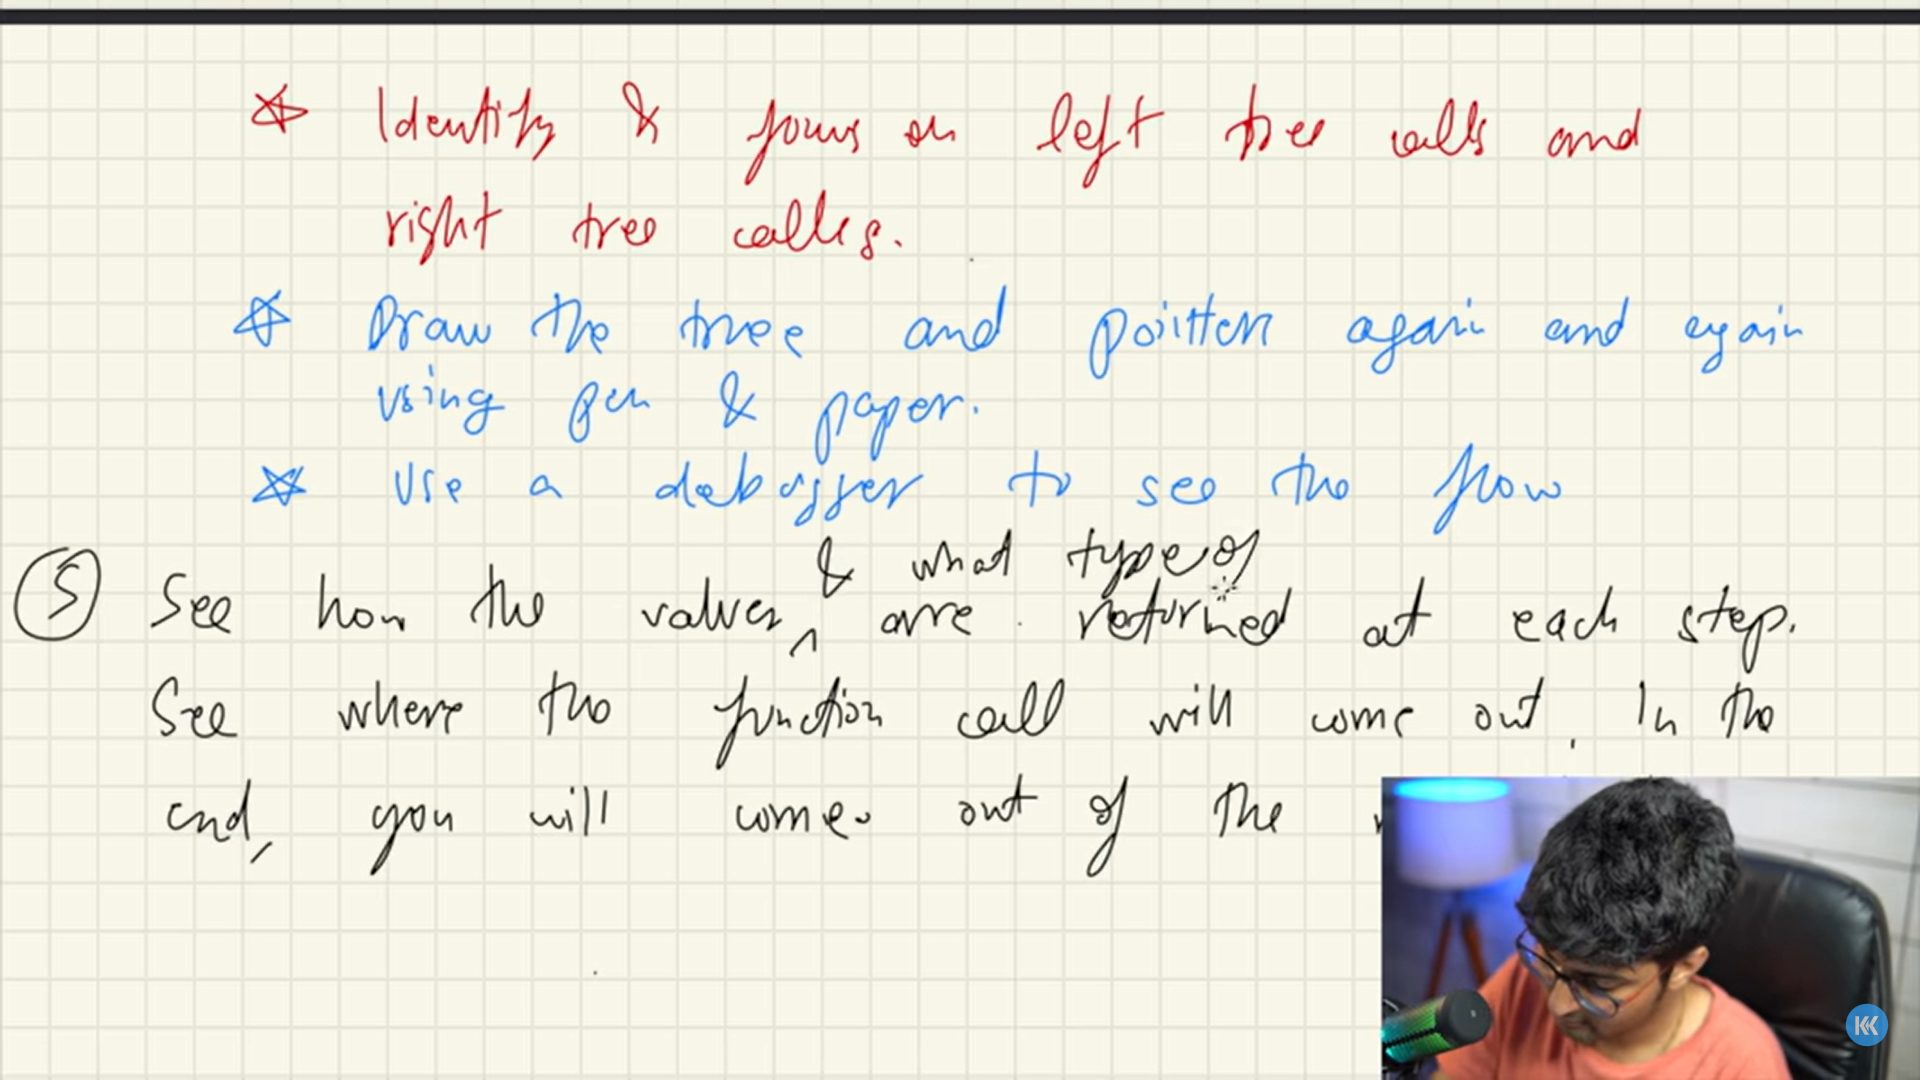 ☆ Identify & focus on left tree calls and
right tree calls.
☆ Draw the tree and pointers again and again
using pen & paper.
☆ Use a debugger to see the flow
& what type of
⑤ See how the values ^ are returned at each step.
See where the function call will come out. In the
end, you will come out of the